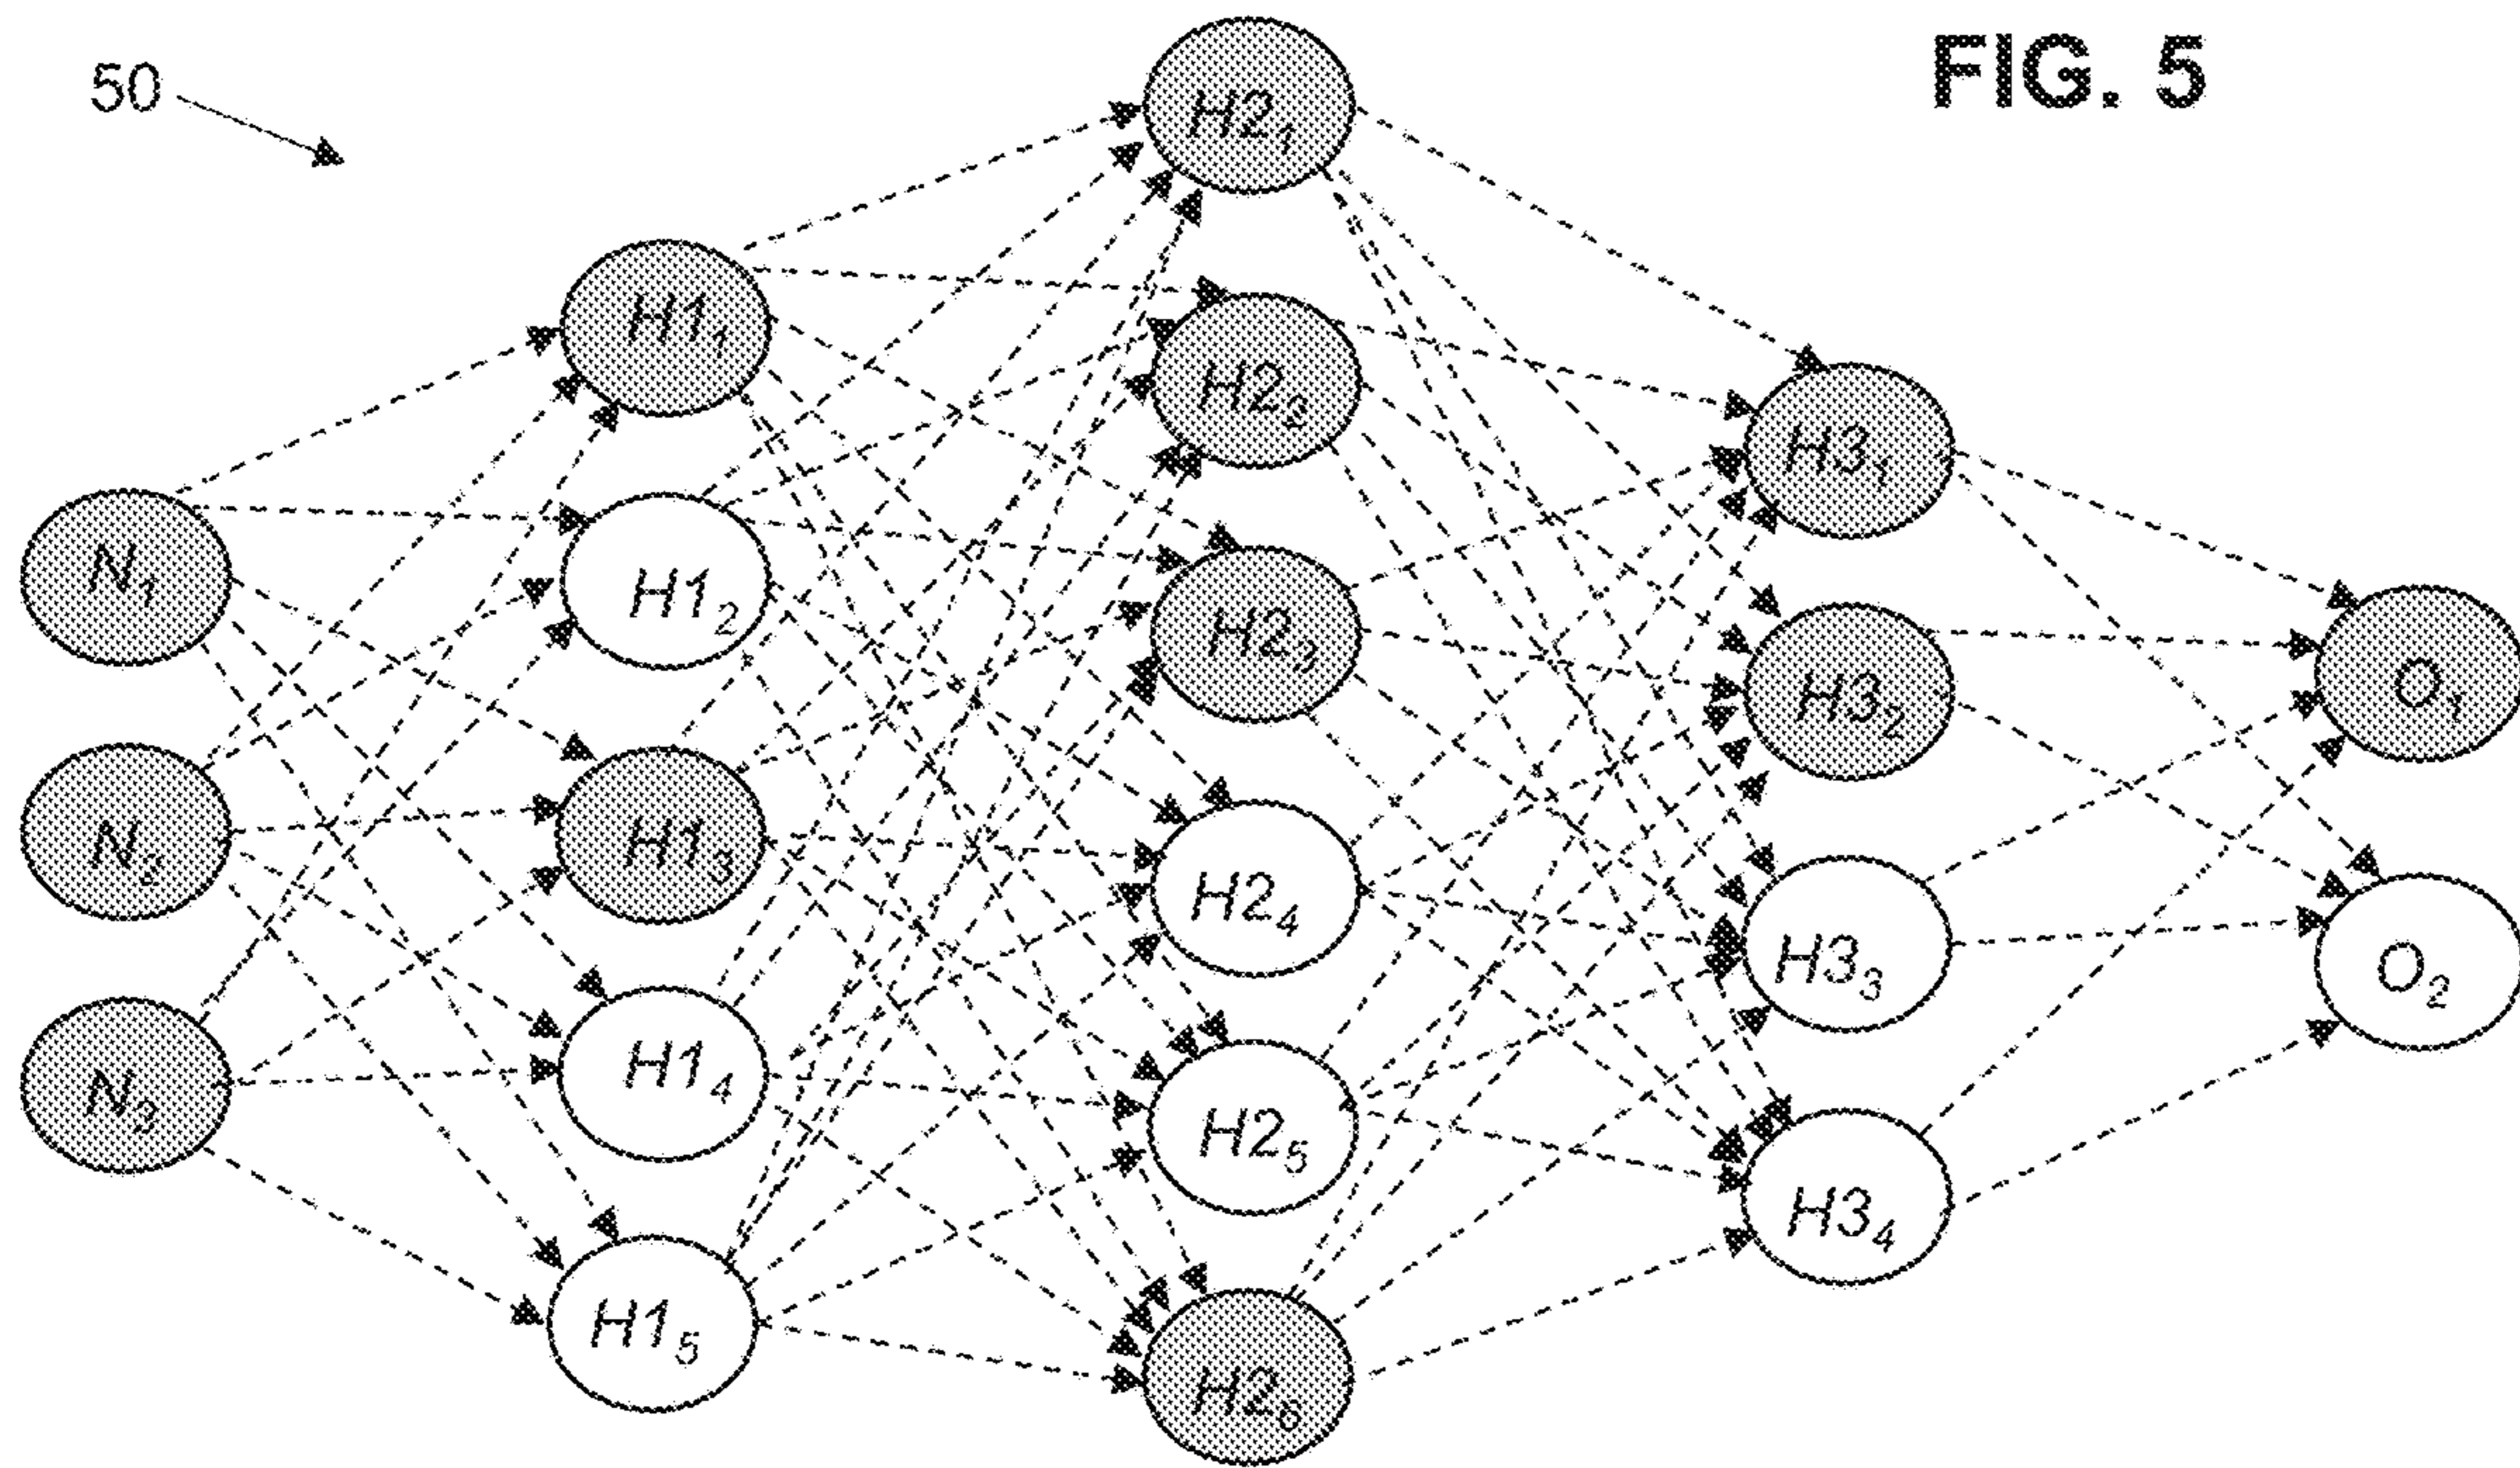 FIG. 5
50
H2₁
H1₁
H2₂
H3₁
N₁
H1₂
H2₃
H3₂
O₁
N₂
H1₃
H2₄
H3₃
O₂
N₃
H1₄
H2₅
H3₄
H1₅
H2₆